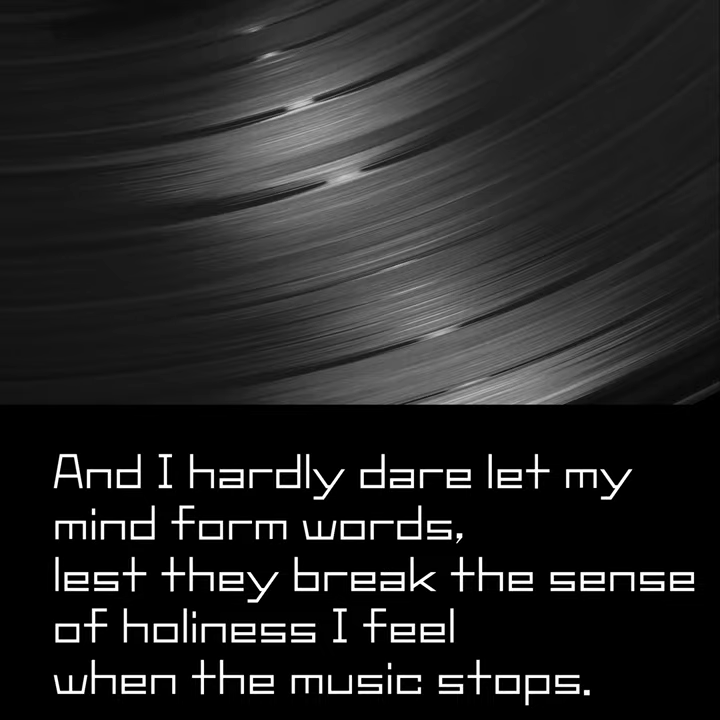 And I hardly dare let my
mind form words,
lest they break the sense
of holiness I feel
when the music stops.